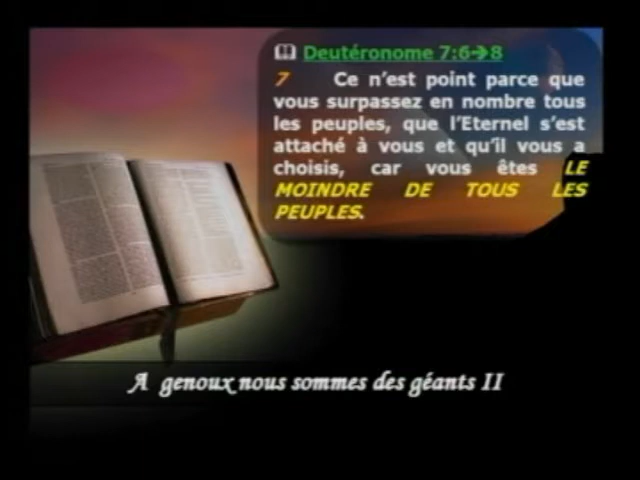 Deutéronome 7:6→8
7 Ce n'est point parce que
vous surpassez en nombre tous
les peuples, que l'Eternel s'est
attaché à vous et qu'il vous a
choisis, car vous êtes LE
MOINDRE DE TOUS LES
PEUPLES.
A genoux nous sommes des géants II